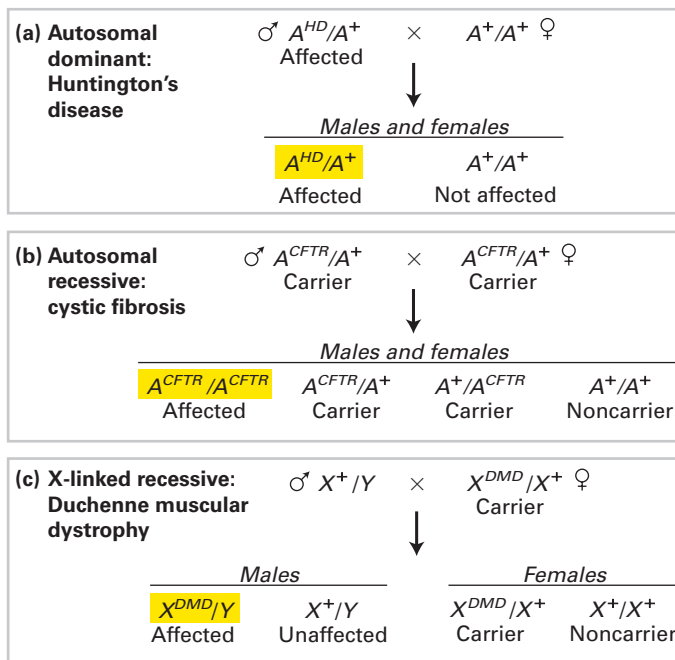 (a) Autosomal dominant: Huntington's disease
♂ A^HD/A^+ × A^+/A^+ ♀
Affected
Males and females
A^HD/A^+ A^+/A^+
Affected Not affected
(b) Autosomal recessive: cystic fibrosis
♂ A^CFTR/A^+ × A^CFTR/A^+ ♀
Carrier Carrier
Males and females
A^CFTR/A^CFTR A^CFTR/A^+ A^+/A^CFTR A^+/A^+
Affected Carrier Carrier Noncarrier
(c) X-linked recessive: Duchenne muscular dystrophy
♂ X^+/Y × X^DMD/X^+ ♀
Carrier
Males Females
X^DMD/Y X^+/Y X^DMD/X^+ X^+/X^+
Affected Unaffected Carrier Noncarrier